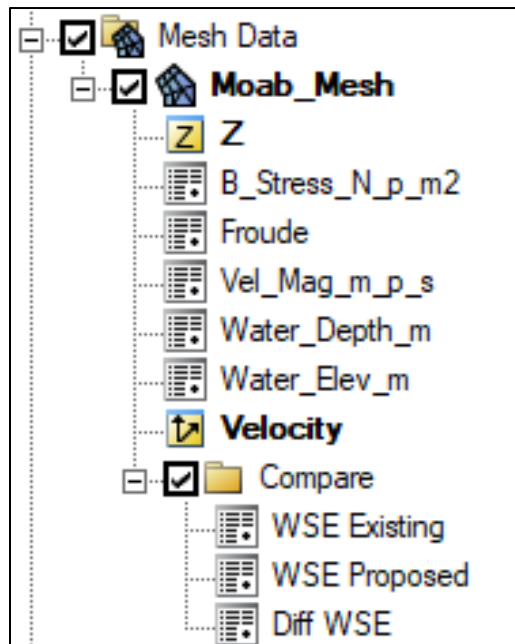 Mesh Data
Moab_Mesh
Z Z
B_Stress_N_p_m2
Froude
Vel_Mag_m_p_s
Water_Depth_m
Water_Elev_m
Velocity
Compare
WSE Existing
WSE Proposed
Diff WSE